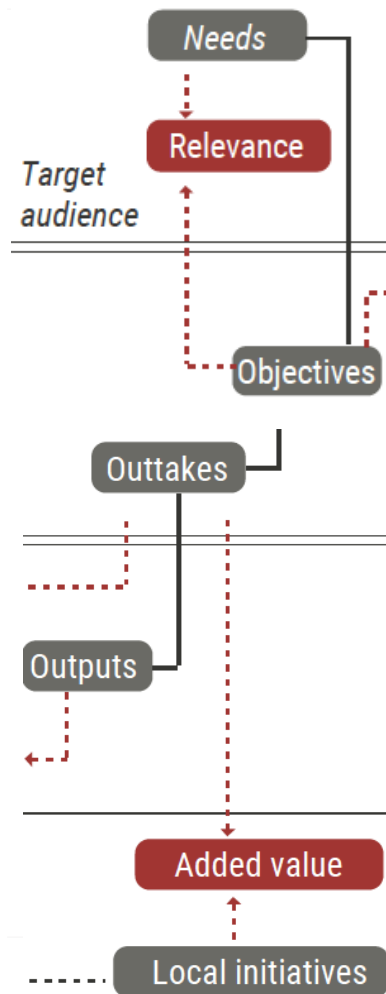 Needs
Relevance
Target
audience
Objectives
Outtakes
Outputs
Added value
Local initiatives